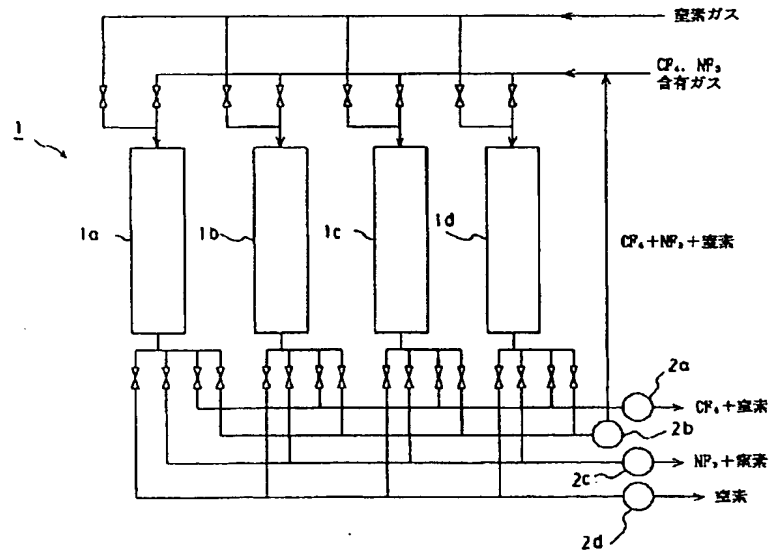 窒素ガス
CF₄、NF₃
含有ガス
1
1a
1b
1c
1d
CF₄+NF₃+窒素
2a
CF₄+窒素
2b
NF₃+窒素
2c
窒素
2d